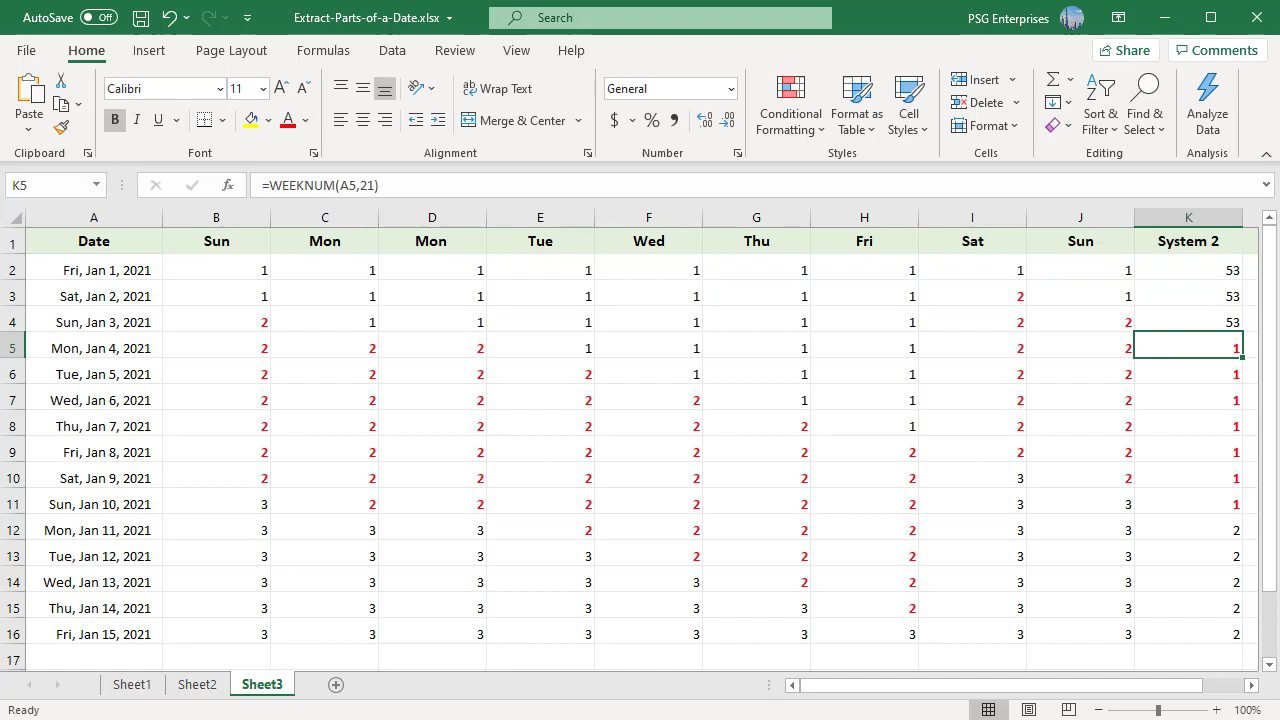 AutoSave Off Extract-Parts-of-a-Date.xlsx Search PSG Enterprises
File Home Insert Page Layout Formulas Data Review View Help Share Comments
Paste Calibri 11 A A ab Wrap Text General Conditional Formatting Format as Table Cell Styles Insert Σ Sort & Filter Find & Select Analyze Data
B I U A Merge & Center $ % , Delete
Format
Clipboard Font Alignment Number Styles Cells Editing Analysis
K5 fx =WEEKNUM(A5,21)
A B C D E F G H I J K
1 Date Sun Mon Mon Tue Wed Thu Fri Sat Sun System 2
2 Fri, Jan 1, 2021 1 1 1 1 1 1 1 1 1 53
3 Sat, Jan 2, 2021 1 1 1 1 1 1 1 2 1 53
4 Sun, Jan 3, 2021 2 1 1 1 1 1 1 2 2 53
5 Mon, Jan 4, 2021 2 2 2 1 1 1 1 2 2 1
6 Tue, Jan 5, 2021 2 2 2 2 1 1 1 2 2 1
7 Wed, Jan 6, 2021 2 2 2 2 2 1 1 2 2 1
8 Thu, Jan 7, 2021 2 2 2 2 2 2 1 2 2 1
9 Fri, Jan 8, 2021 2 2 2 2 2 2 2 2 2 1
10 Sat, Jan 9, 2021 2 2 2 2 2 2 2 3 2 1
11 Sun, Jan 10, 2021 3 2 2 2 2 2 2 3 3 1
12 Mon, Jan 11, 2021 3 3 3 2 2 2 2 3 3 2
13 Tue, Jan 12, 2021 3 3 3 3 2 2 2 3 3 2
14 Wed, Jan 13, 2021 3 3 3 3 3 2 2 3 3 2
15 Thu, Jan 14, 2021 3 3 3 3 3 3 2 3 3 2
16 Fri, Jan 15, 2021 3 3 3 3 3 3 3 3 3 2
17
Sheet1 Sheet2 Sheet3
Ready 100%